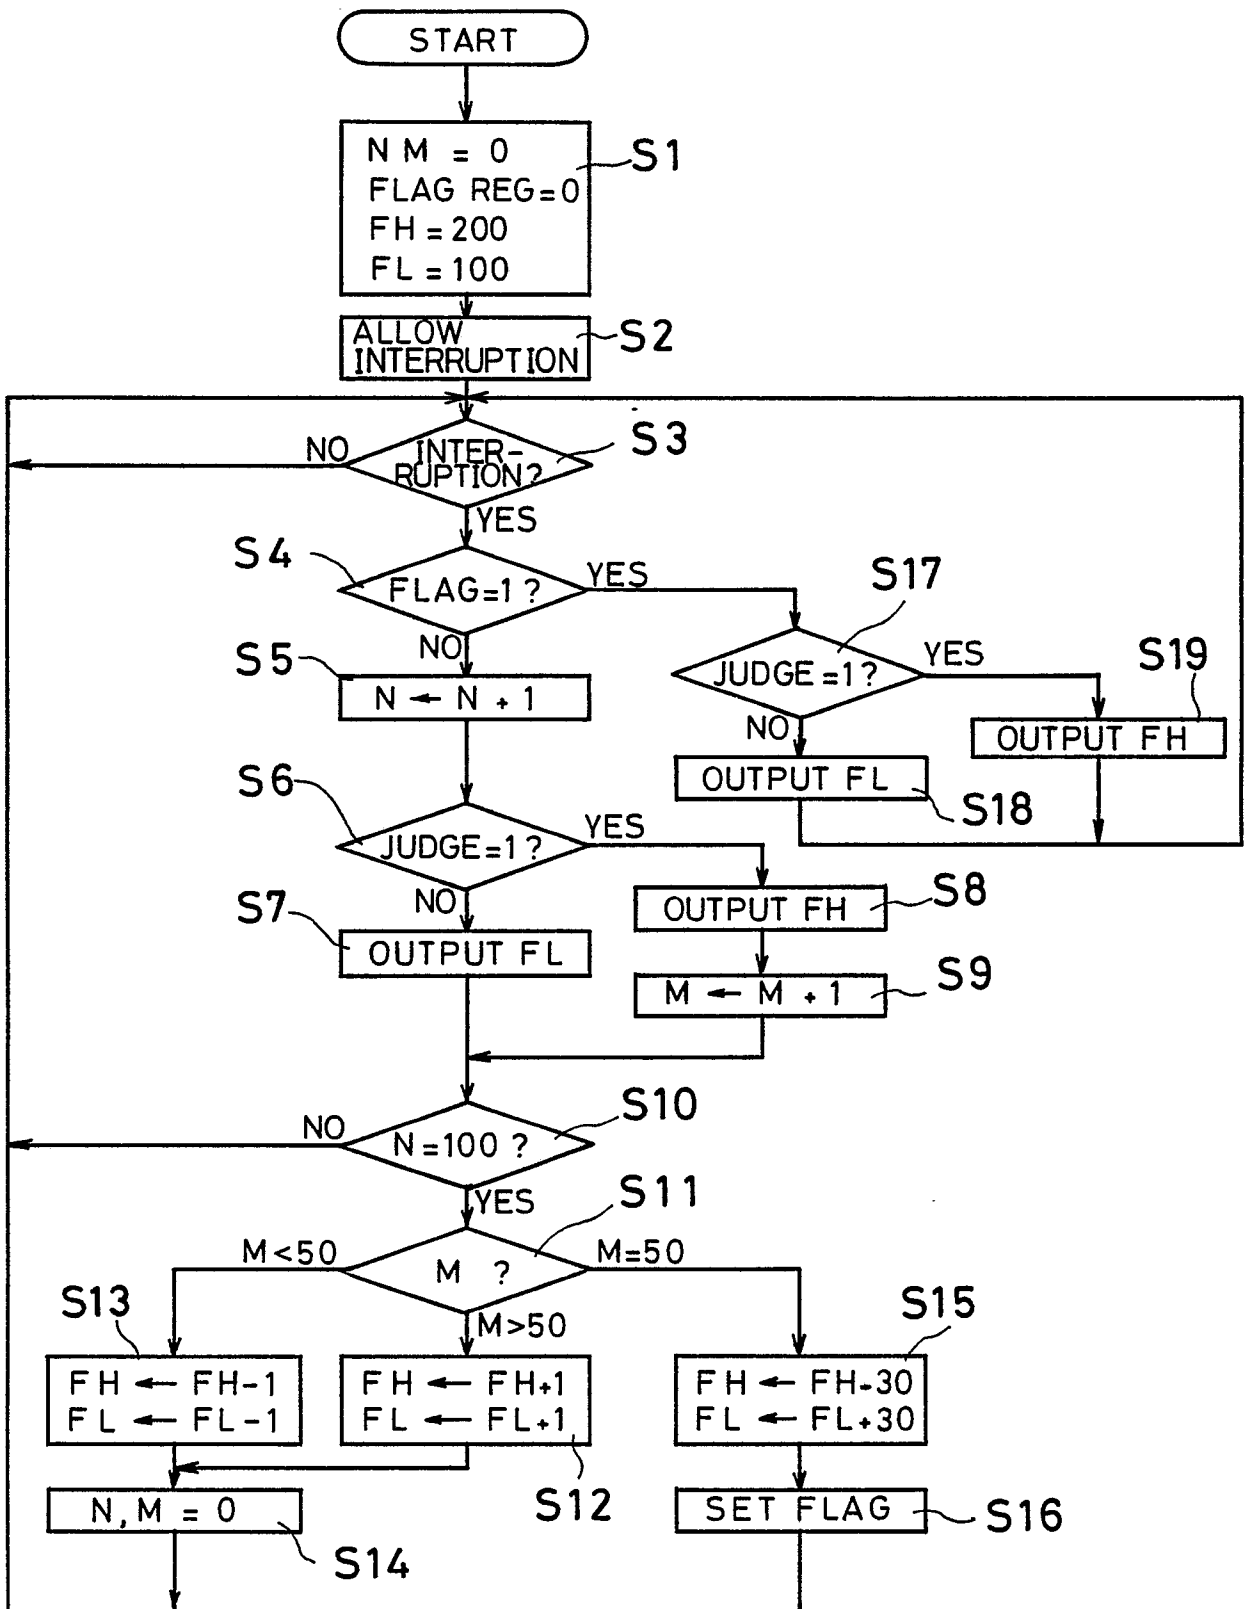 START
N M = 0
FLAG REG=0
FH=200
FL=100
S1
ALLOW
INTERRUPTION
S2
INTER-
RUPTION?
S3
NO
YES
S4
FLAG=1?
YES
NO
S17
JUDGE=1?
YES
NO
S19
OUTPUT FH
OUTPUT FL
S18
S5
N ← N + 1
S6
JUDGE=1?
YES
NO
S7
OUTPUT FL
OUTPUT FH
S8
M ← M + 1
S9
S10
N=100 ?
NO
YES
S11
M ?
M<50
M=50
M>50
S13
FH ← FH-1
FL ← FL-1
FH ← FH+1
FL ← FL+1
S12
S15
FH ← FH-30
FL ← FL+30
N,M = 0
S14
SET FLAG
S16